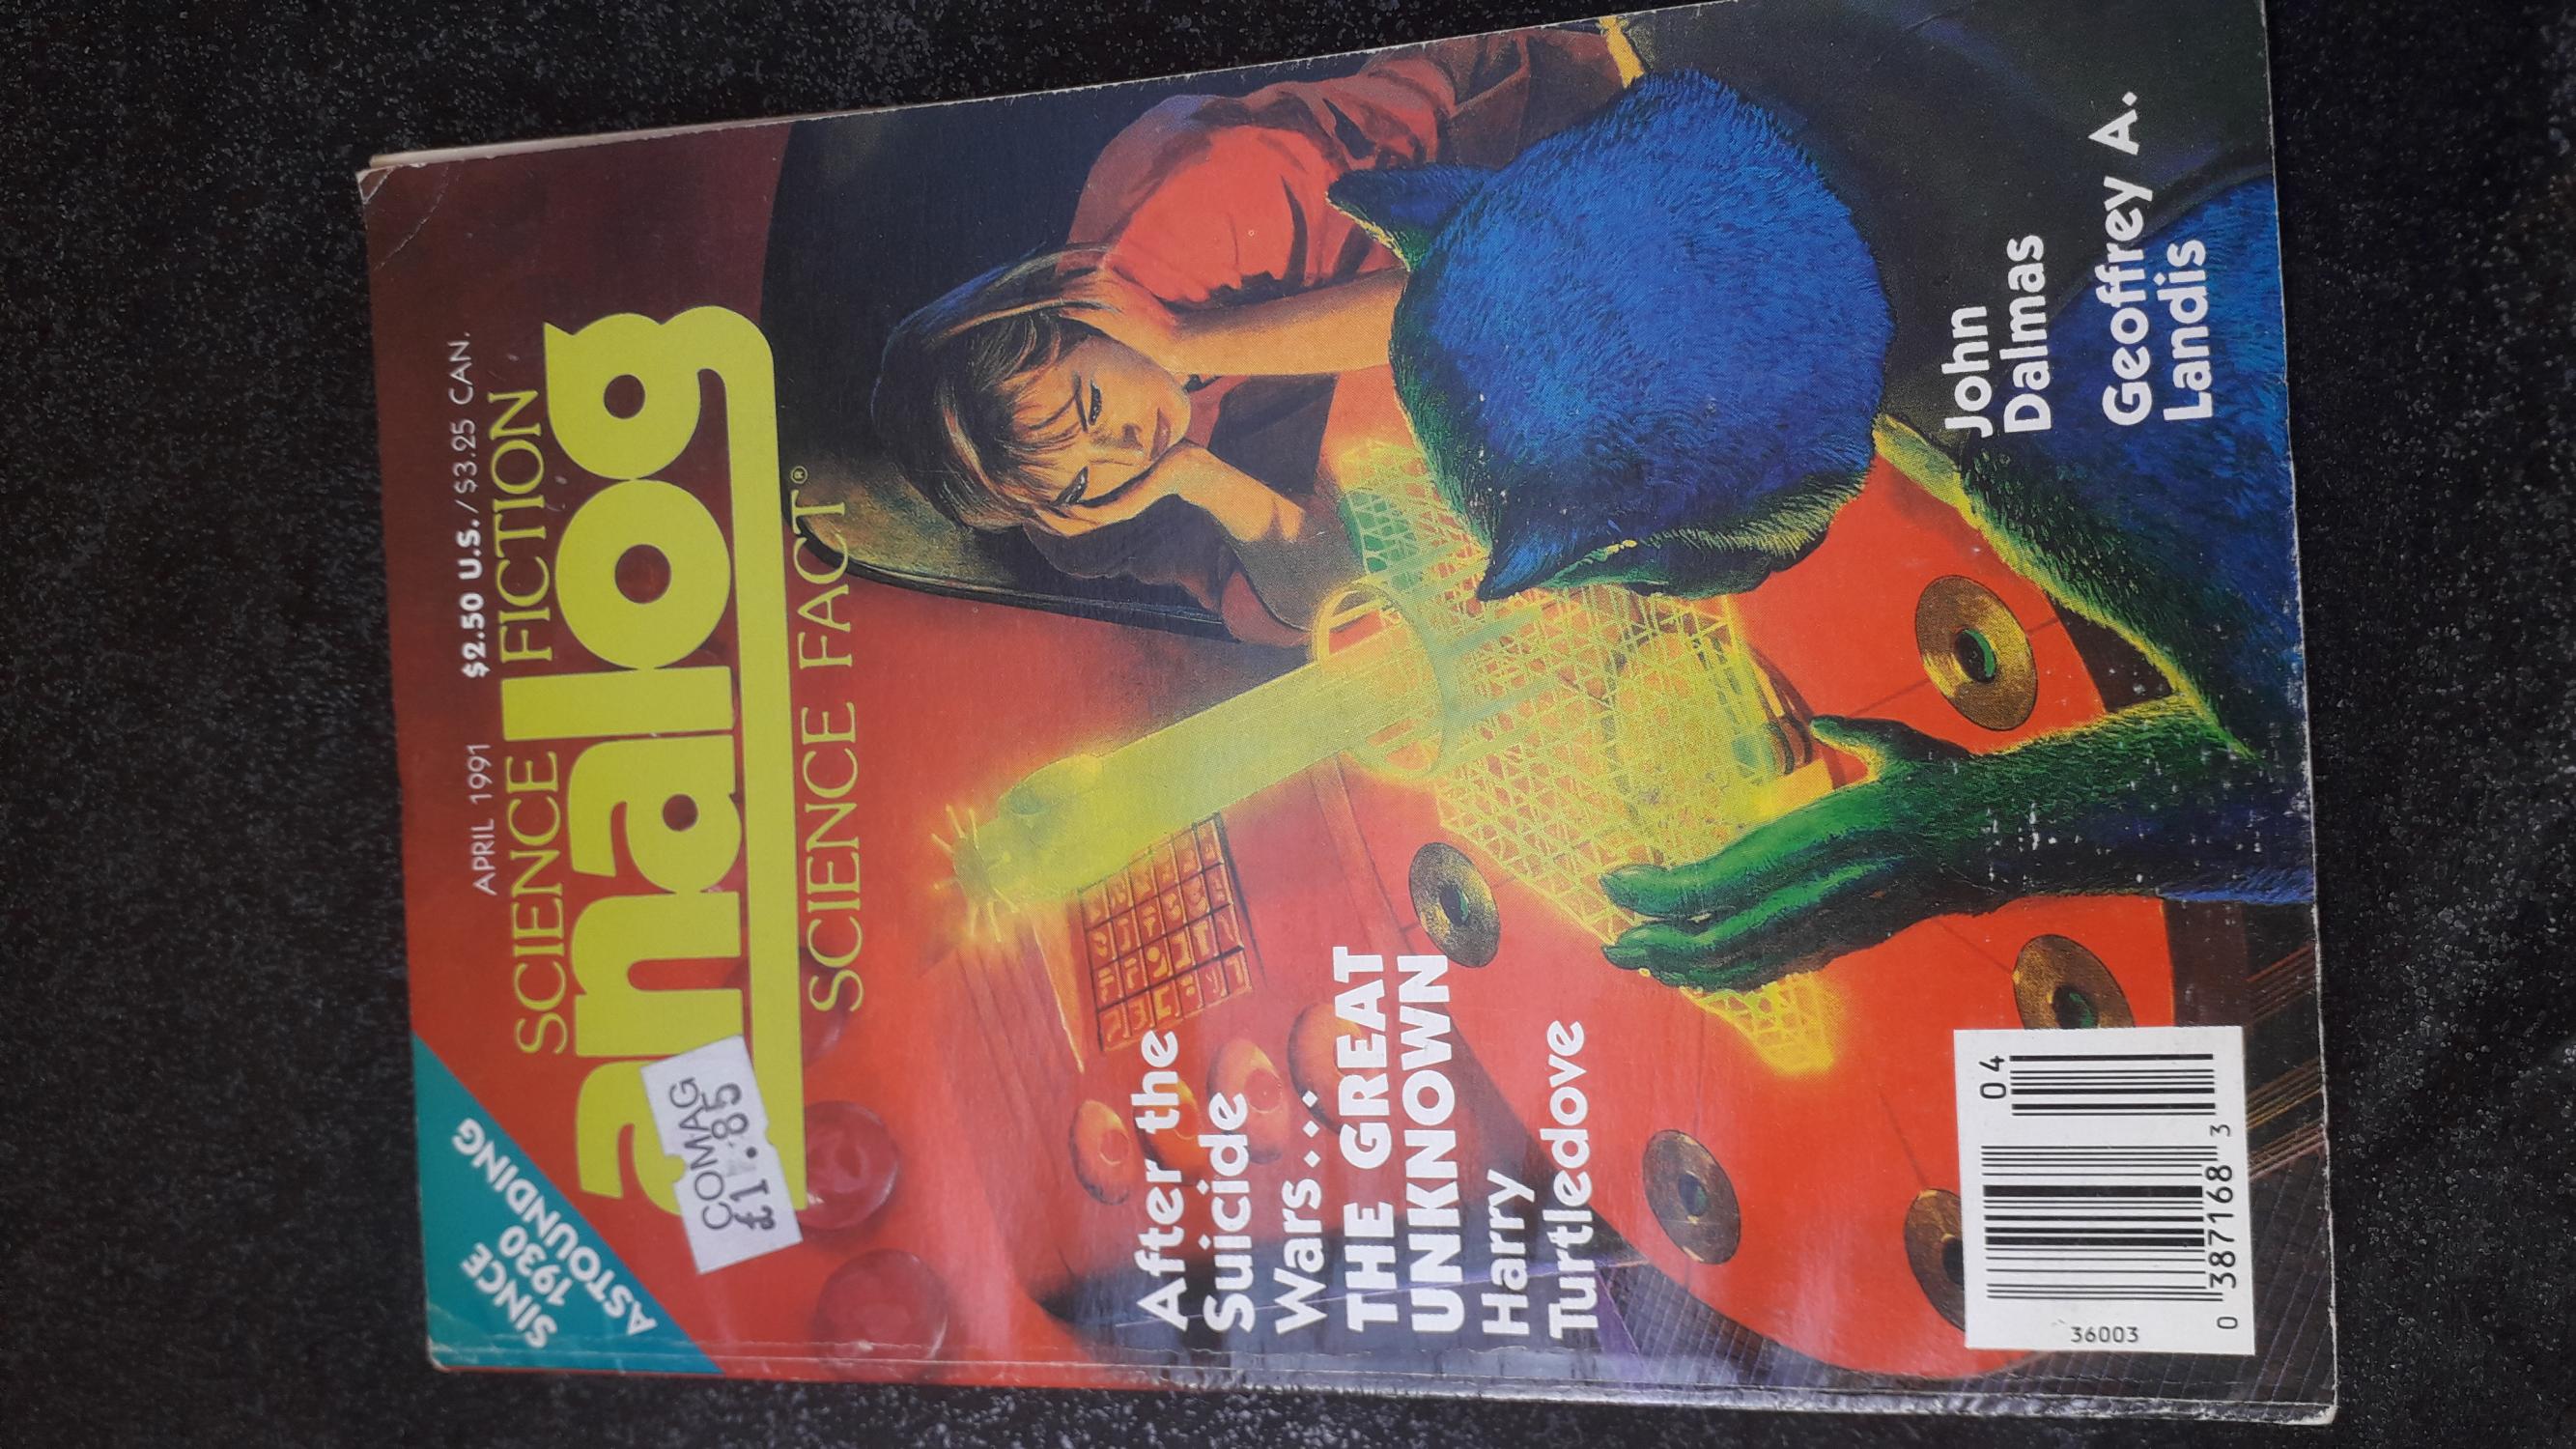 SINCE
1930
ASTOUNDING
APRIL 1991 $2.50 U.S. / $3.25 CAN.
SCIENCE FICTION
analog
SCIENCE FACT®
COMAG
£1.85
After the
Suicide
Wars...
THE GREAT
UNKNOWN
Harry
Turtledove
John
Dalmas
Geoffrey A.
Landis
04
36003
0 387168 3